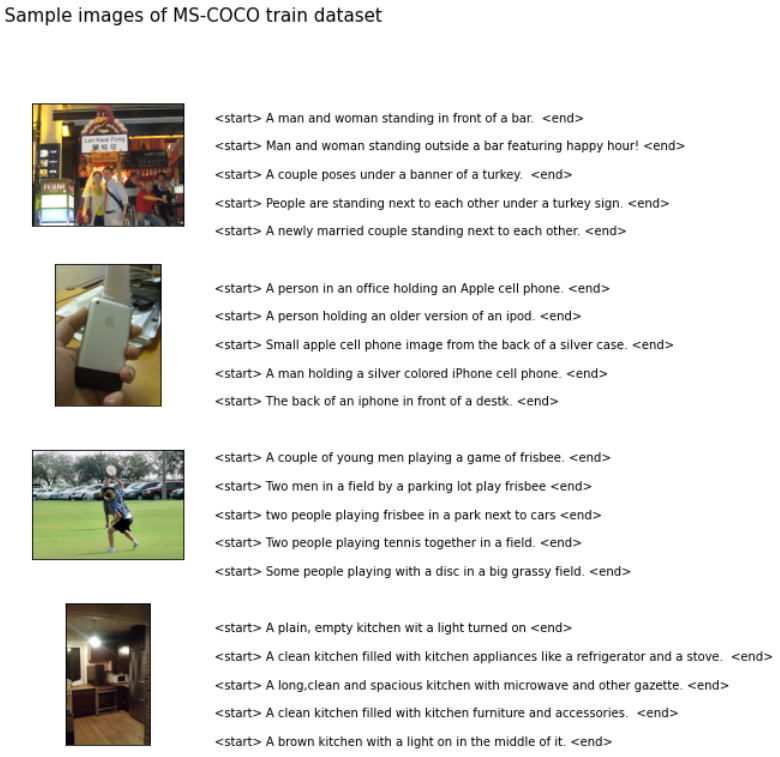 Sample images of MS-COCO train dataset
Lan Kwai Fong
蘭桂坊
<start> A man and woman standing in front of a bar.  <end>
<start> Man and woman standing outside a bar featuring happy hour! <end>
<start> A couple poses under a banner of a turkey.  <end>
<start> People are standing next to each other under a turkey sign. <end>
<start> A newly married couple standing next to each other. <end>
<start> A person in an office holding an Apple cell phone. <end>
<start> A person holding an older version of an ipod. <end>
<start> Small apple cell phone image from the back of a silver case. <end>
<start> A man holding a silver colored iPhone cell phone. <end>
<start> The back of an iphone in front of a destk. <end>
<start> A couple of young men playing a game of frisbee. <end>
<start> Two men in a field by a parking lot play frisbee <end>
<start> two people playing frisbee in a park next to cars <end>
<start> Two people playing tennis together in a field. <end>
<start> Some people playing with a disc in a big grassy field. <end>
<start> A plain, empty kitchen wit a light turned on <end>
<start> A clean kitchen filled with kitchen appliances like a refrigerator and a stove.  <end>
<start> A long,clean and spacious kitchen with microwave and other gazette. <end>
<start> A clean kitchen filled with kitchen furniture and accessories.  <end>
<start> A brown kitchen with a light on in the middle of it. <end>